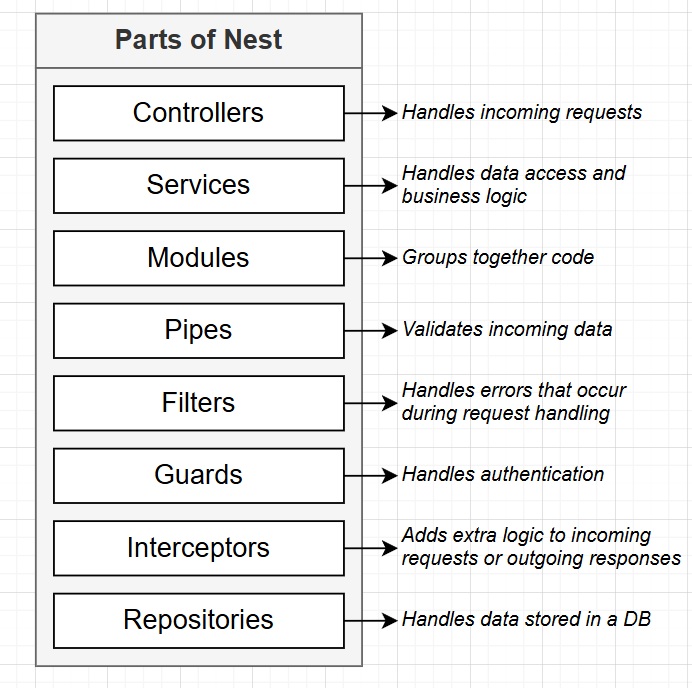 Parts of Nest
Controllers
Handles incoming requests
Services
Handles data access and
business logic
Modules
Groups together code
Pipes
Validates incoming data
Filters
Handles errors that occur
during request handling
Guards
Handles authentication
Interceptors
Adds extra logic to incoming
requests or outgoing responses
Repositories
Handles data stored in a DB